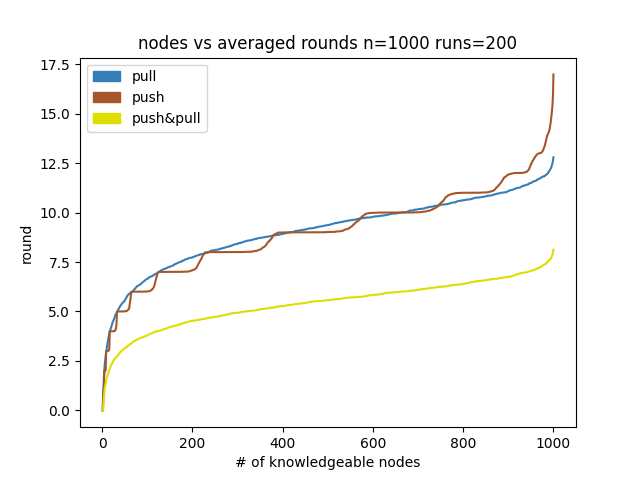 nodes vs averaged rounds n=1000 runs=200
17.5
15.0
12.5
10.0
7.5
5.0
2.5
0.0
round
pull
push
push&pull
0 200 400 600 800 1000
# of knowledgeable nodes